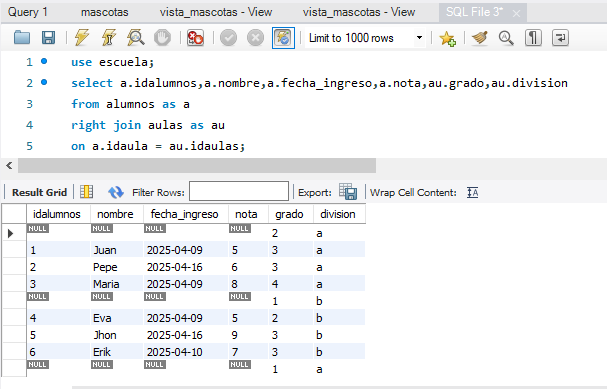 Query 1 mascotas vista_mascotas - View vista_mascotas - View SQL File 3*
Limit to 1000 rows
1 use escuela;
2 select a.idalumnos,a.nombre,a.fecha_ingreso,a.nota,au.grado,au.division
3 from alumnos as a
4 right join aulas as au
5 on a.idaula = au.idaulas;
Result Grid Filter Rows: Export: Wrap Cell Content:
idalumnos nombre fecha_ingreso nota grado division
NULL NULL NULL NULL 2 a
1 Juan 2025-04-09 5 3 a
2 Pepe 2025-04-16 6 3 a
3 Maria 2025-04-09 8 4 a
NULL NULL NULL NULL 1 b
4 Eva 2025-04-09 5 2 b
5 Jhon 2025-04-16 9 3 b
6 Erik 2025-04-10 7 3 b
NULL NULL NULL NULL 1 a